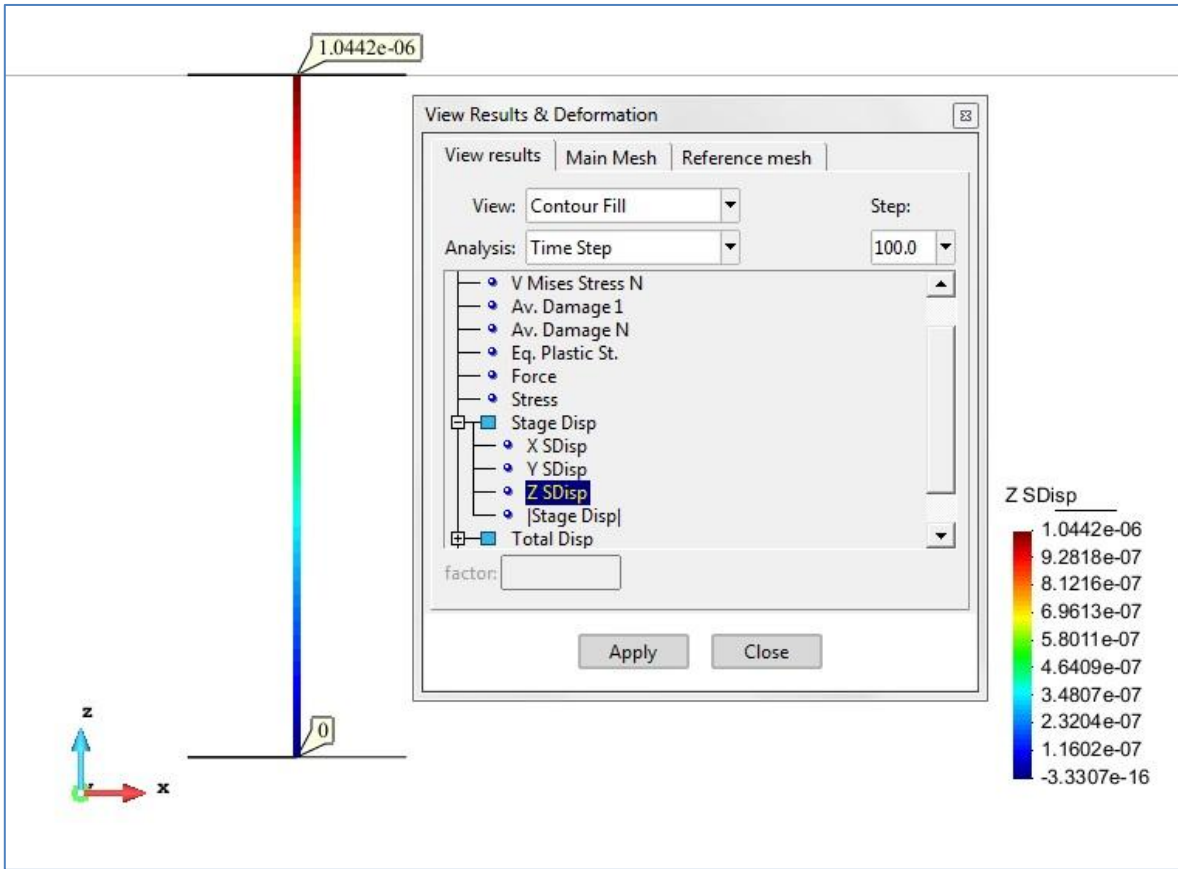 1.0442e-06
View Results & Deformation
View results Main Mesh Reference mesh
View: Contour Fill Step:
Analysis: Time Step 100.0
V Mises Stress N
Av. Damage 1
Av. Damage N
Eq. Plastic St.
Force
Stress
Stage Disp
X SDisp
Y SDisp
Z SDisp
|Stage Disp|
Total Disp
factor:
Apply Close
Z SDisp
1.0442e-06
9.2818e-07
8.1216e-07
6.9613e-07
5.8011e-07
4.6409e-07
3.4807e-07
2.3204e-07
1.1602e-07
-3.3307e-16
0
z
x